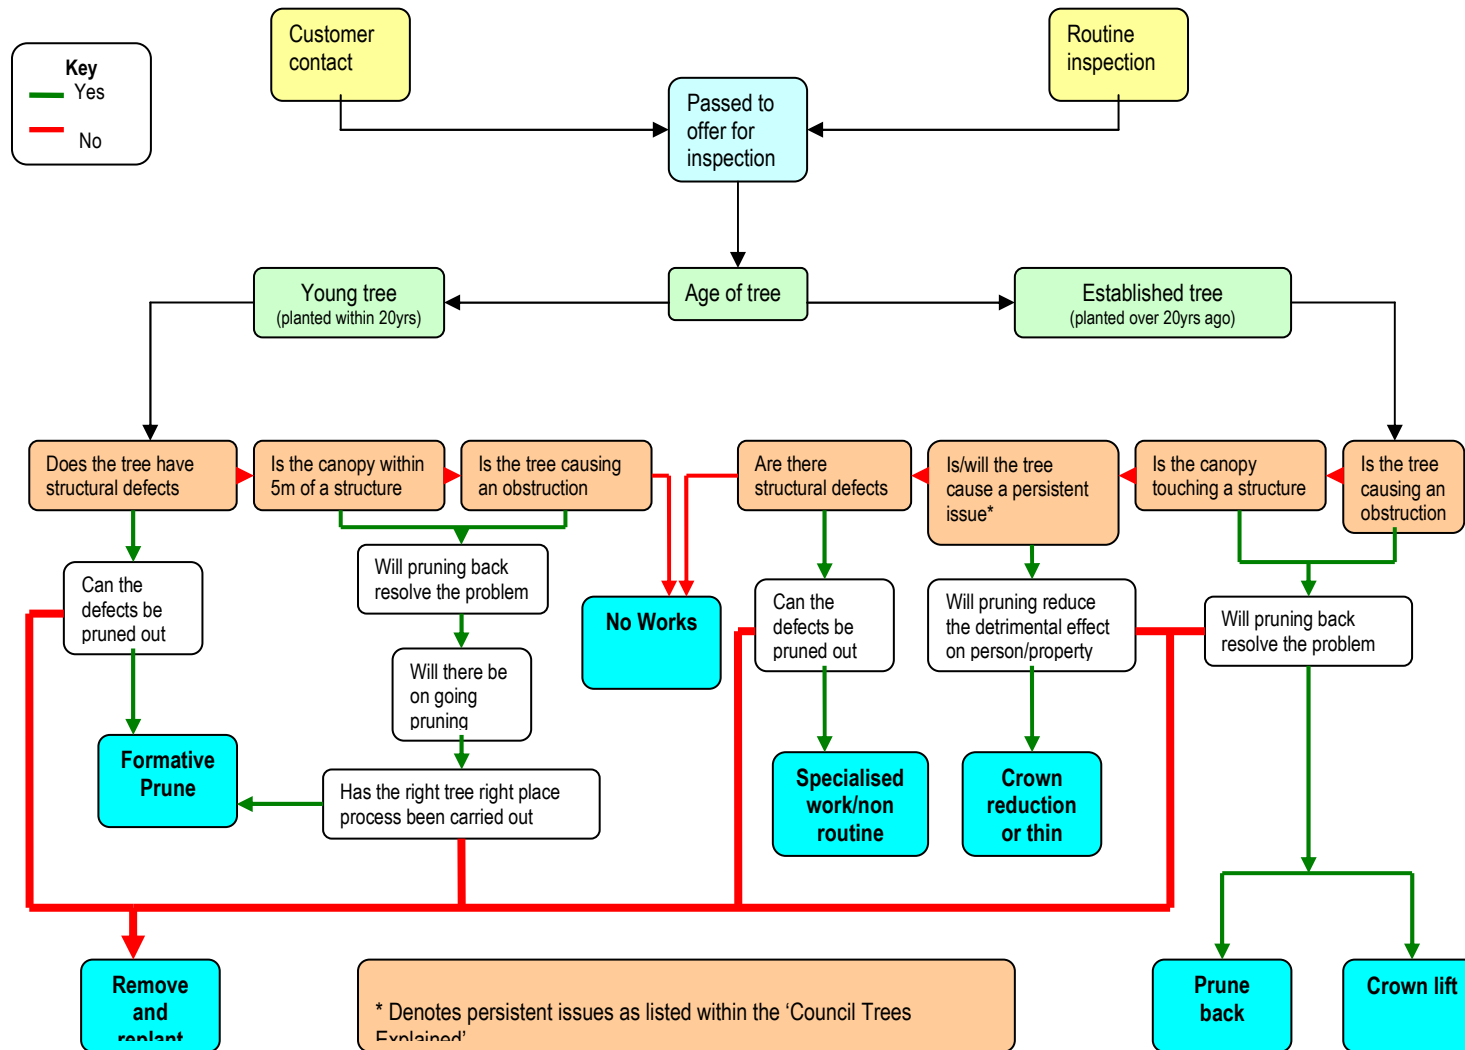 Customer
contact
Routine
inspection
Key
Yes
No
Passed to
offer for
inspection
Young tree
(planted within 20yrs)
Age of tree
Established tree
(planted over 20yrs ago)
Does the tree have
structural defects
Is the canopy within
5m of a structure
Is the tree causing
an obstruction
Are there
structural defects
Is/will the tree
cause a persistent
issue*
Is the canopy
touching a structure
Is the tree
causing an
obstruction
Can the
defects be
pruned out
Will pruning back
resolve the problem
No Works
Can the
defects be
pruned out
Will pruning reduce
the detrimental effect
on person/property
Will pruning back
resolve the problem
Will there be
on going
pruning
Formative
Prune
Has the right tree right place
process been carried out
Specialised
work/non
routine
Crown
reduction
or thin
Remove
and
replant
* Denotes persistent issues as listed within the ‘Council Trees
Explained’
Prune
back
Crown lift